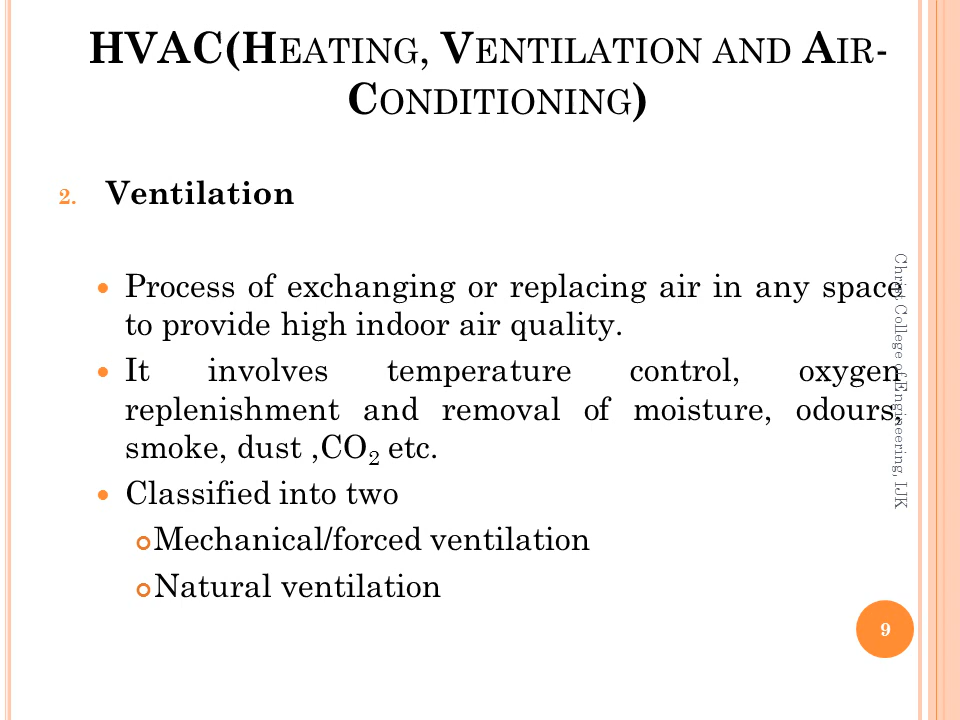 HVAC(HEATING, VENTILATION AND AIR-
CONDITIONING)
2. Ventilation
Process of exchanging or replacing air in any space
to provide high indoor air quality.
It involves temperature control, oxygen
replenishment and removal of moisture, odours,
smoke, dust ,CO2 etc.
Classified into two
Mechanical/forced ventilation
Natural ventilation
Christ College of Engineering, IJK
9